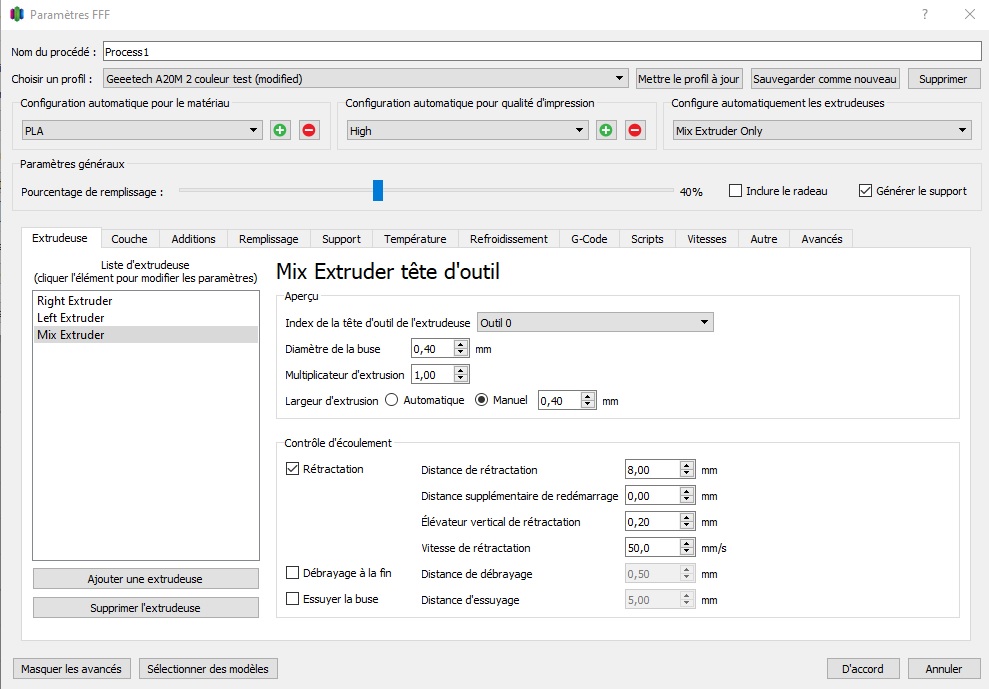 Paramètres FFF
Nom du procédé : Process1
Choisir un profil : Geeetech A20M 2 couleur test (modified) Mettre le profil à jour Sauvegarder comme nouveau Supprimer
Configuration automatique pour le matériau Configuration automatique pour qualité d'impression Configure automatiquement les extrudeuses
PLA High Mix Extruder Only
Paramètres généraux
Pourcentage de remplissage : 40% Inclure le radeau Générer le support
Extrudeuse Couche Additions Remplissage Support Température Refroidissement G-Code Scripts Vitesses Autre Avancés
Liste d'extrudeuse
(cliquer l'élément pour modifier les paramètres)
Right Extruder
Left Extruder
Mix Extruder
Ajouter une extrudeuse
Supprimer l'extrudeuse
Mix Extruder tête d'outil
Aperçu
Index de la tête d'outil de l'extrudeuse Outil 0
Diamètre de la buse 0,40 mm
Multiplicateur d'extrusion 1,00
Largeur d'extrusion Automatique Manuel 0,40 mm
Contrôle d'écoulement
Rétractation Distance de rétractation 8,00 mm
Distance supplémentaire de redémarrage 0,00 mm
Élévateur vertical de rétractation 0,20 mm
Vitesse de rétractation 50,0 mm/s
Débrayage à la fin Distance de débrayage 0,50 mm
Essuyer la buse Distance d'essuyage 5,00 mm
Masquer les avancés Sélectionner des modèles D'accord Annuler